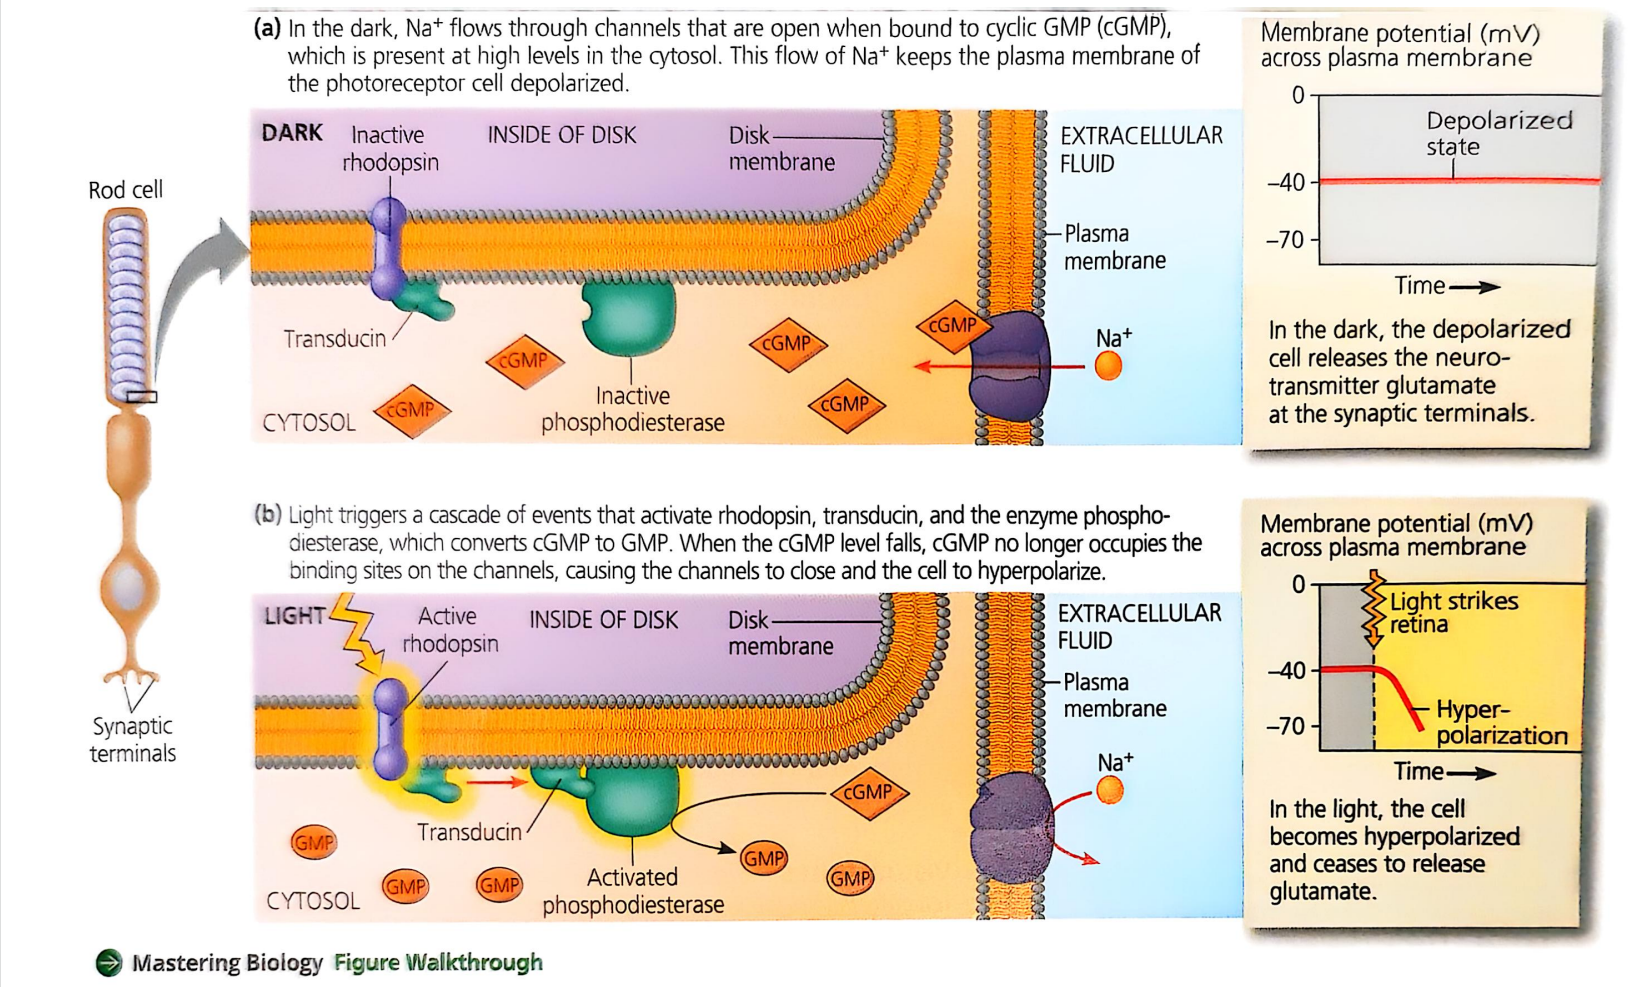 (a) In the dark, Na⁺ flows through channels that are open when bound to cyclic GMP (cGMP),
which is present at high levels in the cytosol. This flow of Na⁺ keeps the plasma membrane of
the photoreceptor cell depolarized.
Rod cell
Synaptic
terminals
DARK
Inactive
rhodopsin
INSIDE OF DISK
Disk
membrane
EXTRACELLULAR
FLUID
Plasma
membrane
Transducin
cGMP
cGMP
cGMP
cGMP
cGMP
Na⁺
Inactive
phosphodiesterase
CYTOSOL
Membrane potential (mV)
across plasma membrane
0
Depolarized
state
–40
–70
Time
In the dark, the depolarized
cell releases the neuro-
transmitter glutamate
at the synaptic terminals.
(b) Light triggers a cascade of events that activate rhodopsin, transducin, and the enzyme phospho-
diesterase, which converts cGMP to GMP. When the cGMP level falls, cGMP no longer occupies the
binding sites on the channels, causing the channels to close and the cell to hyperpolarize.
LIGHT
Active
rhodopsin
INSIDE OF DISK
Disk
membrane
EXTRACELLULAR
FLUID
Plasma
membrane
Na⁺
cGMP
Transducin
GMP
GMP
GMP
GMP
GMP
Activated
phosphodiesterase
CYTOSOL
Membrane potential (mV)
across plasma membrane
0
Light strikes
retina
–40
–70
Hyper-
polarization
Time
In the light, the cell
becomes hyperpolarized
and ceases to release
glutamate.
Mastering Biology Figure Walkthrough